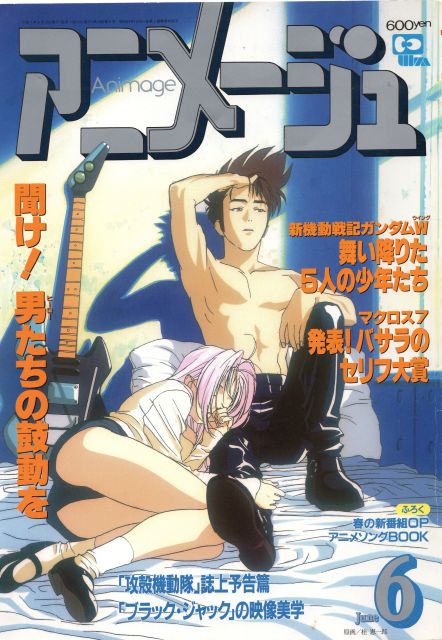 600yen
アニメージュ
Animage
聞け! 男たちの鼓動を
新機動戦記ガンダムW
ウイング
舞い降りた
5人の少年たち
マクロス7
発表!バサラの
セリフ大賞
ふろく
春の新番組OP
アニメソングBOOK
「攻殻機動隊」誌上予告篇
「ブラック・ジャック」の映像美学
June
6